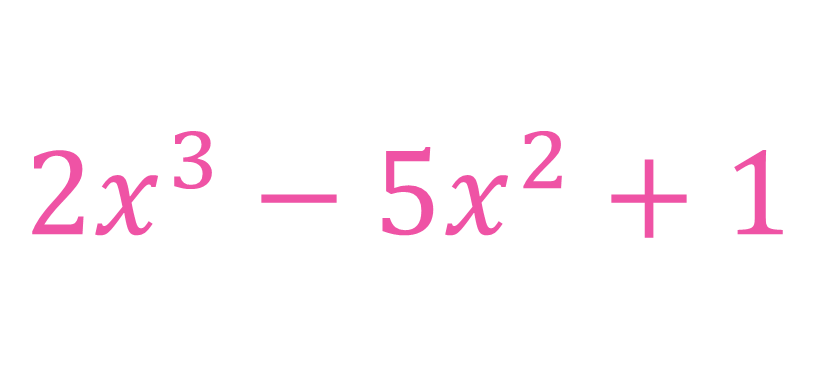 2x³ − 5x² + 1